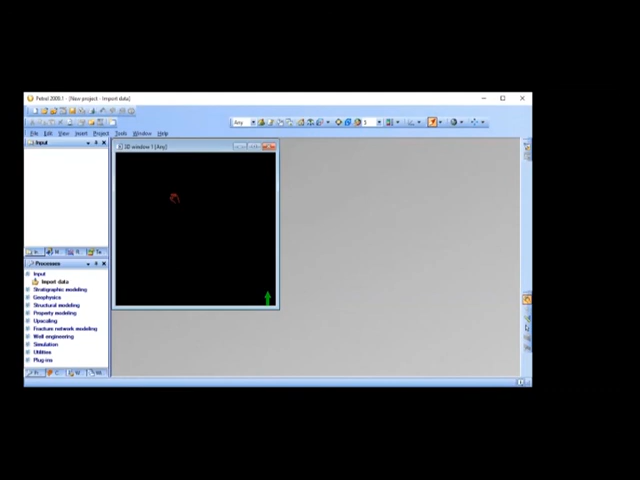 Petrel 2009.1 - [New project - Import data]
Any
5
File Edit View Insert Project Tools Window Help
Input
3D window 1 [Any]
Processes
Input
Import data
Stratigraphic modeling
Geophysics
Structural modeling
Property modeling
Upscaling
Fracture network modeling
Well engineering
Simulation
Utilities
Plug-ins